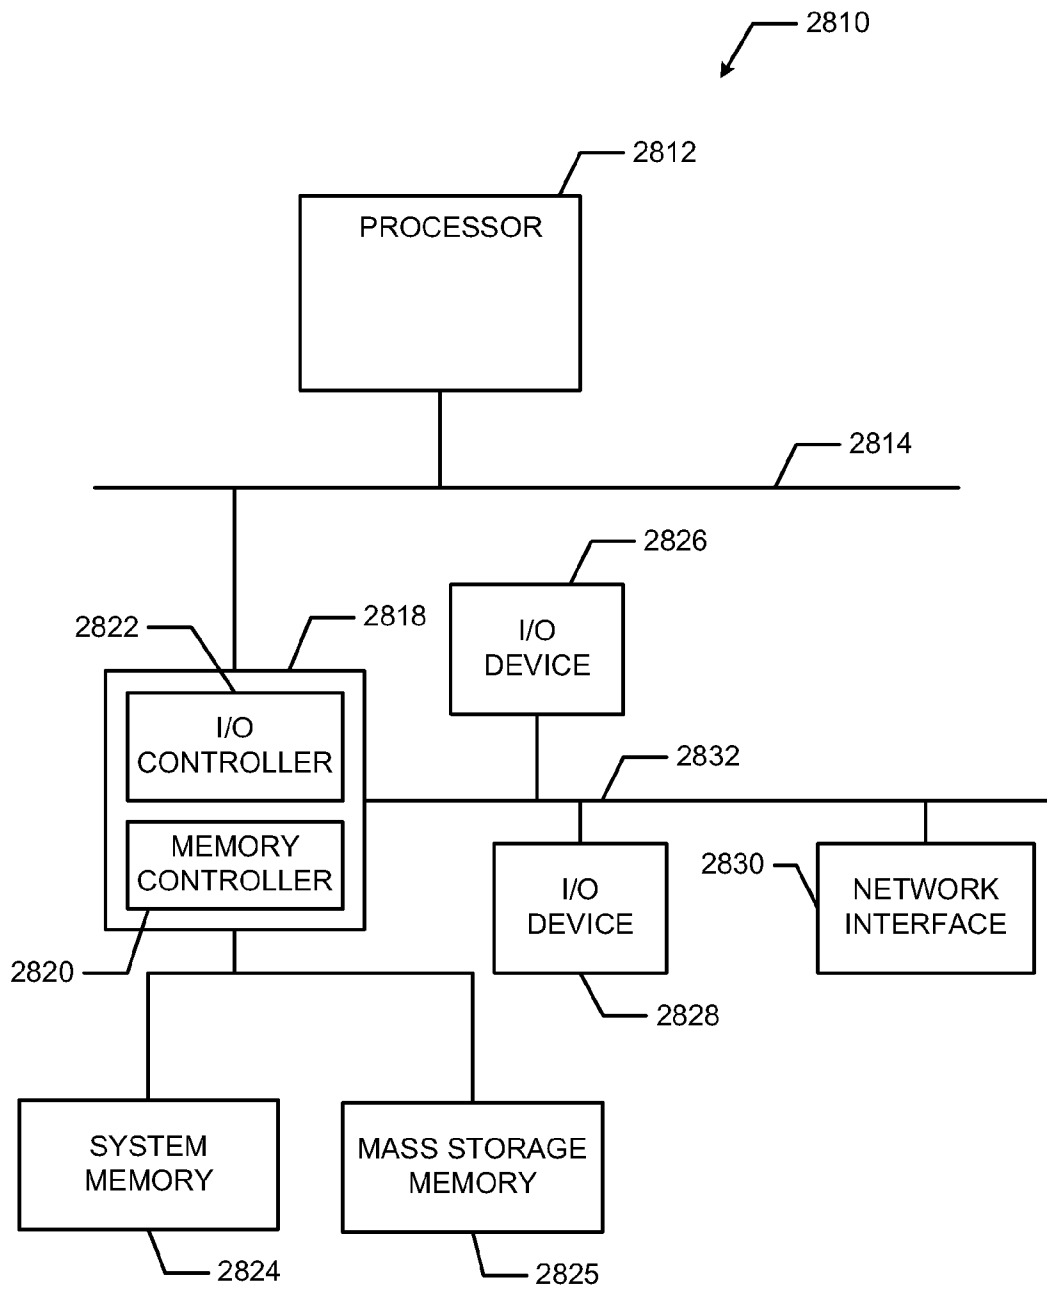 2810
2812
PROCESSOR
2814
2826
I/O
DEVICE
2818
2822
I/O
CONTROLLER
2832
MEMORY
CONTROLLER
2820
I/O
DEVICE
2828
2830
NETWORK
INTERFACE
SYSTEM
MEMORY
2824
MASS STORAGE
MEMORY
2825